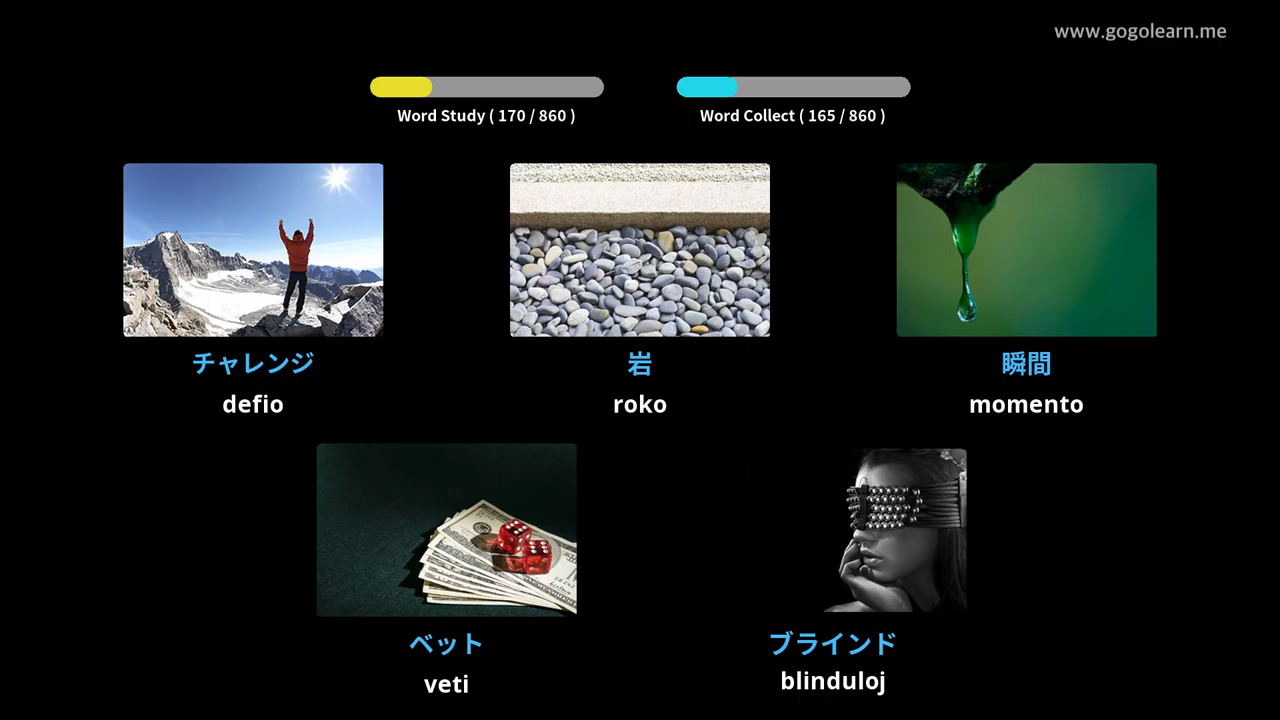 www.gogolearn.me
Word Study ( 170 / 860 )
Word Collect ( 165 / 860 )
チャレンジ
defio
岩
roko
瞬間
momento
ベット
veti
ブラインド
blinduloj